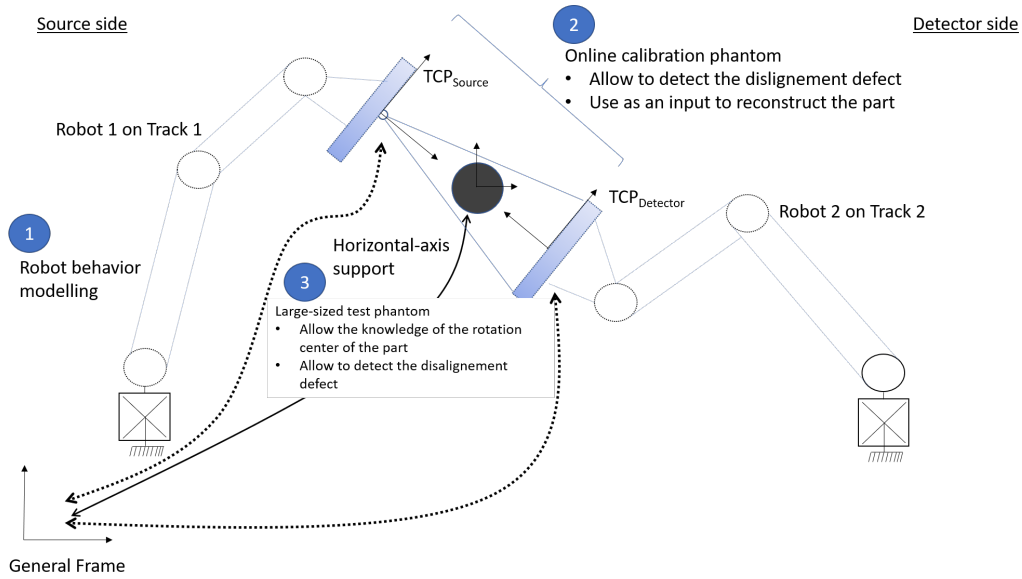 Source side
Detector side
2
Online calibration phantom
• Allow to detect the dislignement defect
• Use as an input to reconstruct the part
TCPSource
Robot 1 on Track 1
TCPDetector
Robot 2 on Track 2
1
Robot behavior
modelling
Horizontal-axis
support
3
Large-sized test phantom
• Allow the knowledge of the rotation
center of the part
• Allow to detect the disalignement
defect
General Frame